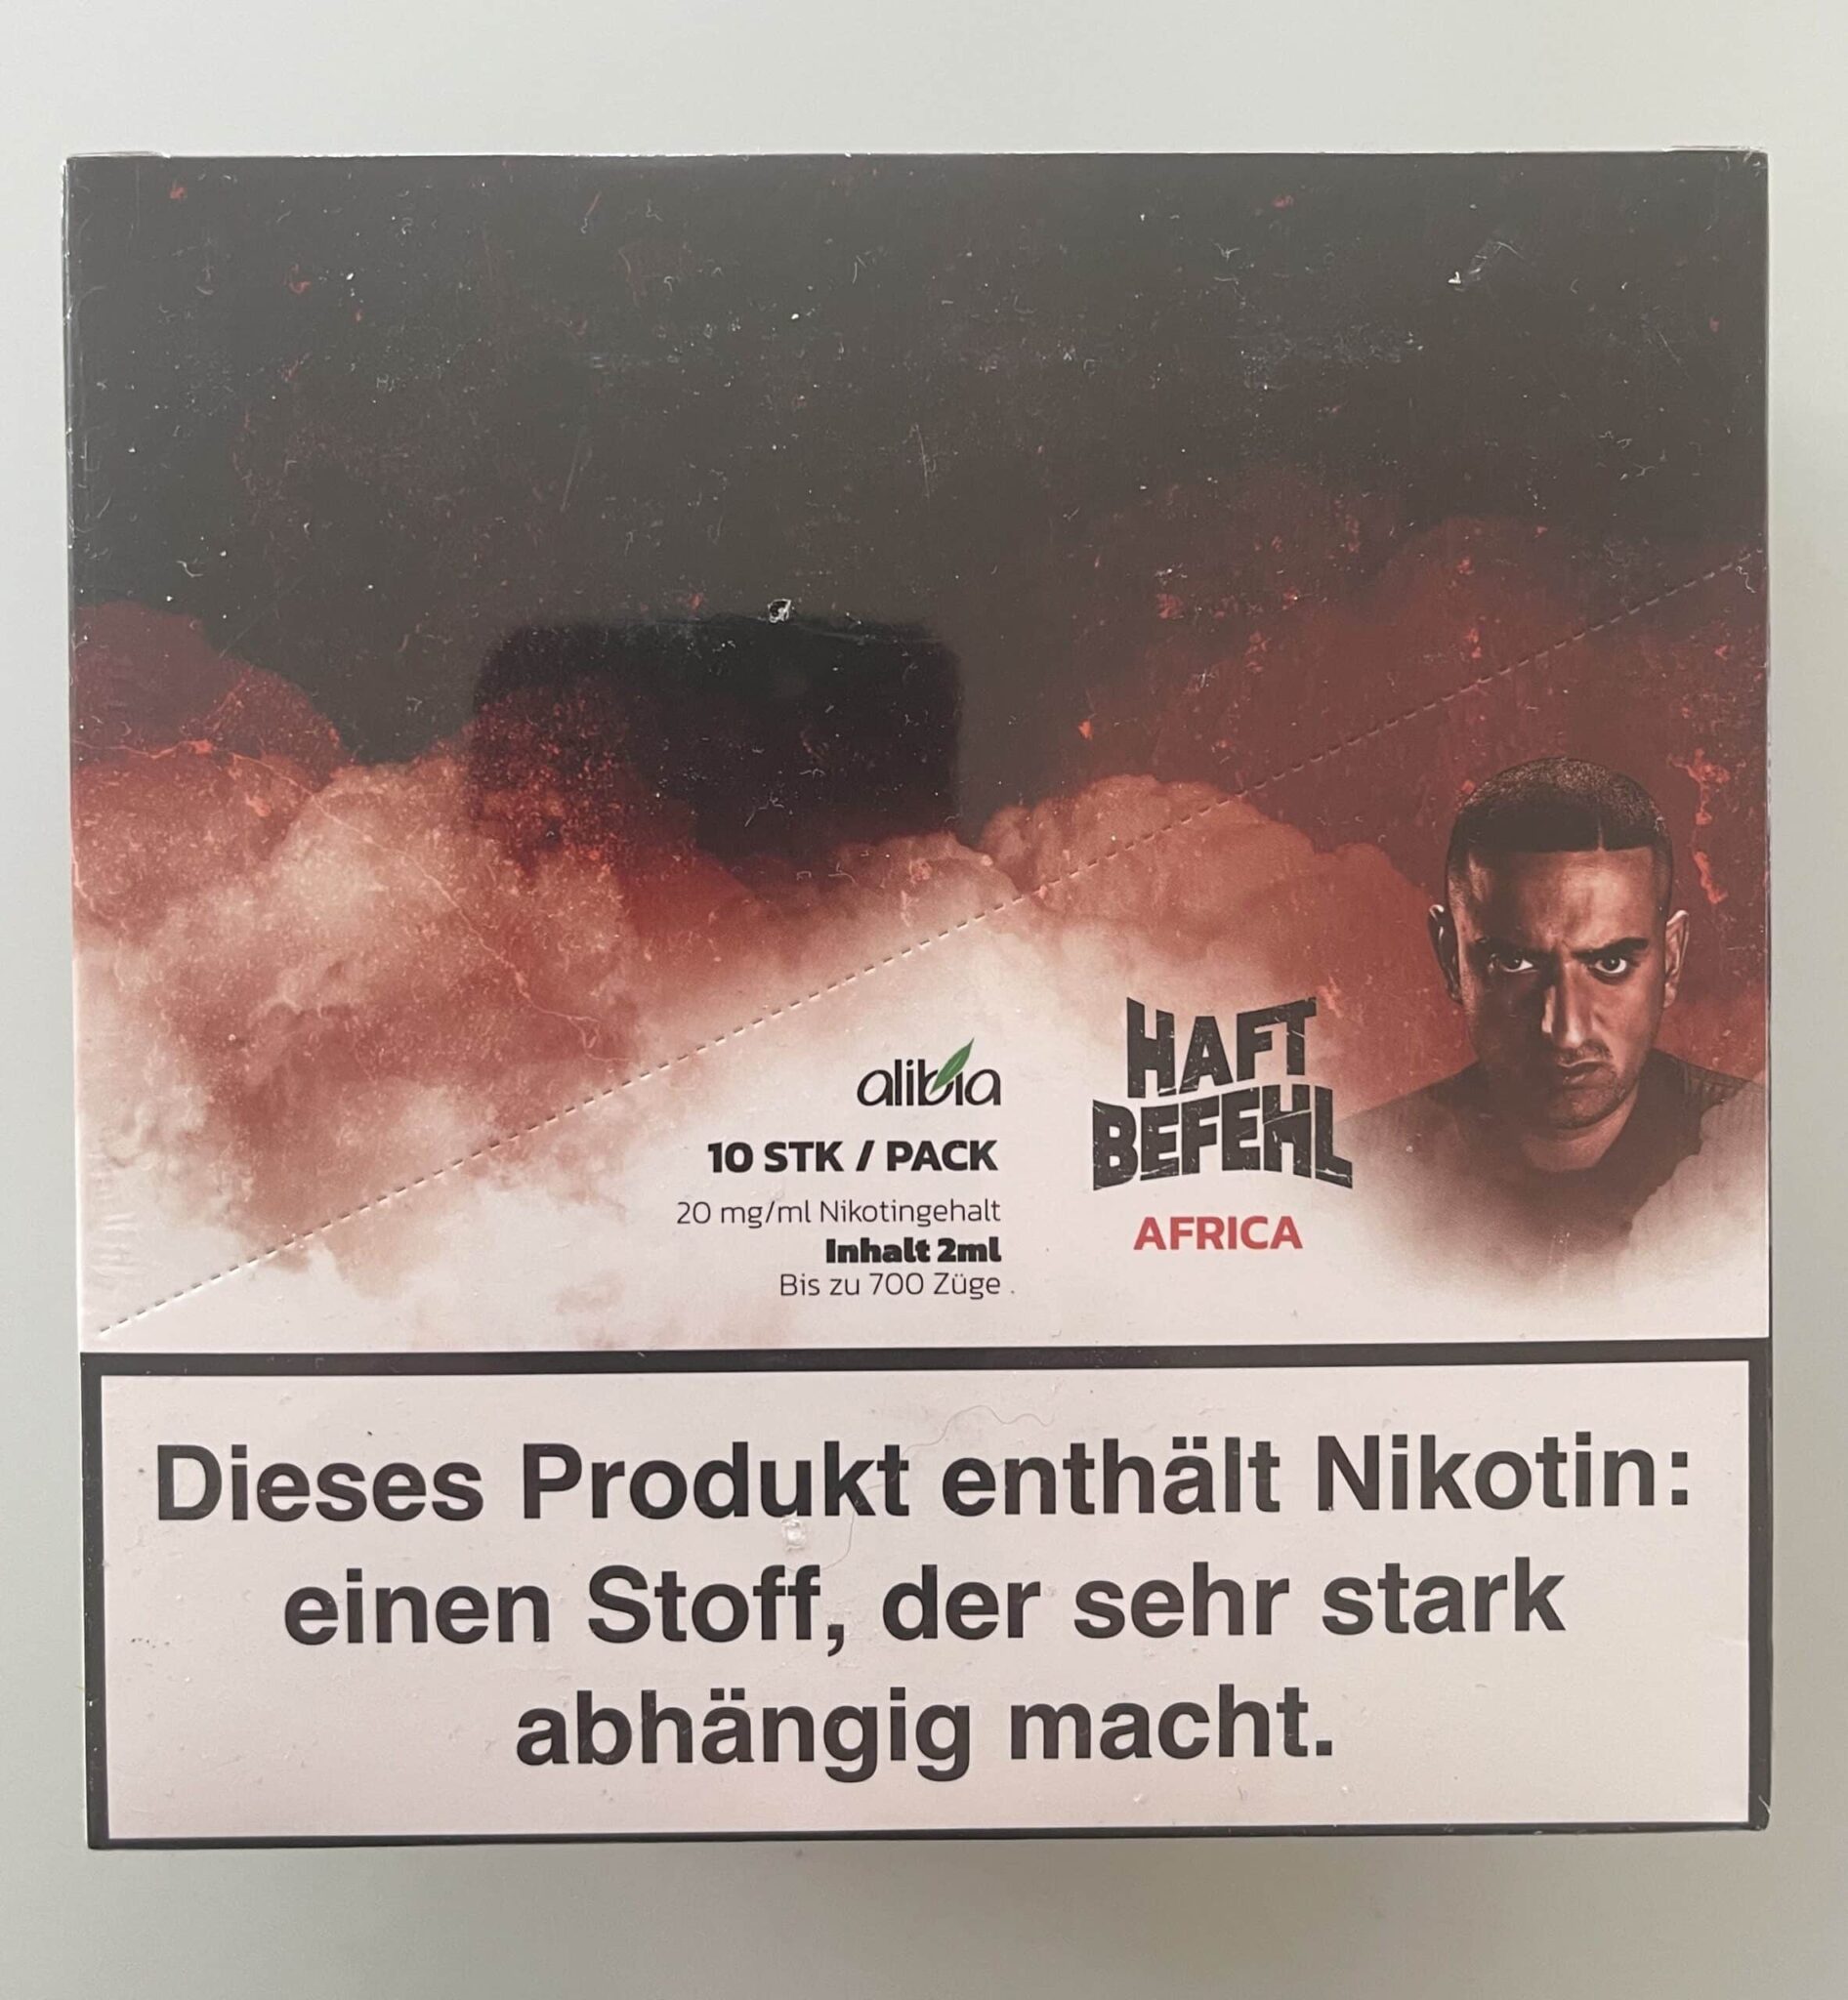 alibia
10 STK / PACK
20 mg/ml Nikotingehalt
Inhalt 2ml
Bis zu 700 Züge
HAFT
BEFEHL
AFRICA
Dieses Produkt enthält Nikotin:
einen Stoff, der sehr stark
abhängig macht.